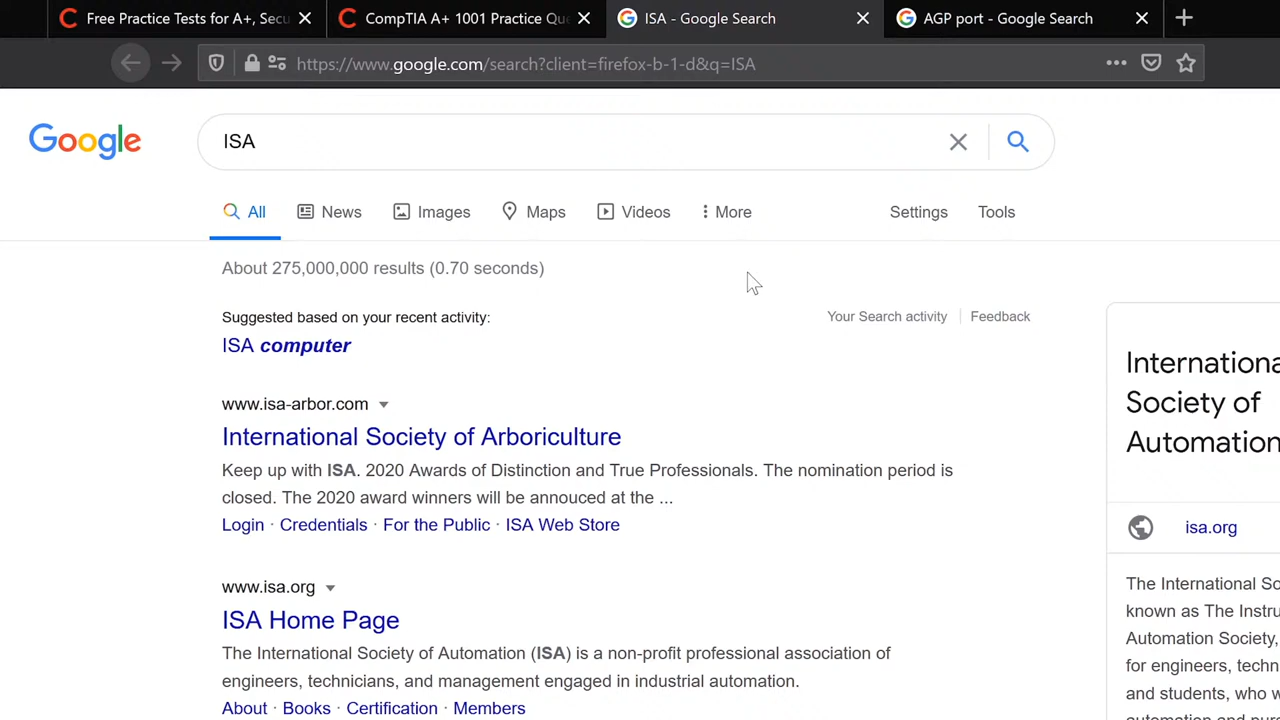 Free Practice Tests for A+, Secu
CompTIA A+ 1001 Practice Que
ISA - Google Search
AGP port - Google Search
https://www.google.com/search?client=firefox-b-1-d&q=ISA
Google
ISA
All
News
Images
Maps
Videos
More
Settings
Tools
About 275,000,000 results (0.70 seconds)
Suggested based on your recent activity:
Your Search activity
Feedback
ISA computer
www.isa-arbor.com
International Society of Arboriculture
Keep up with ISA. 2020 Awards of Distinction and True Professionals. The nomination period is
closed. The 2020 award winners will be annouced at the ...
Login · Credentials · For the Public · ISA Web Store
www.isa.org
ISA Home Page
The International Society of Automation (ISA) is a non-profit professional association of
engineers, technicians, and management engaged in industrial automation.
About · Books · Certification · Members
Internationa
Society of
Automation
isa.org
The International So
known as The Instru
Automation Society,
for engineers, techn
and students, who w
automation and purs